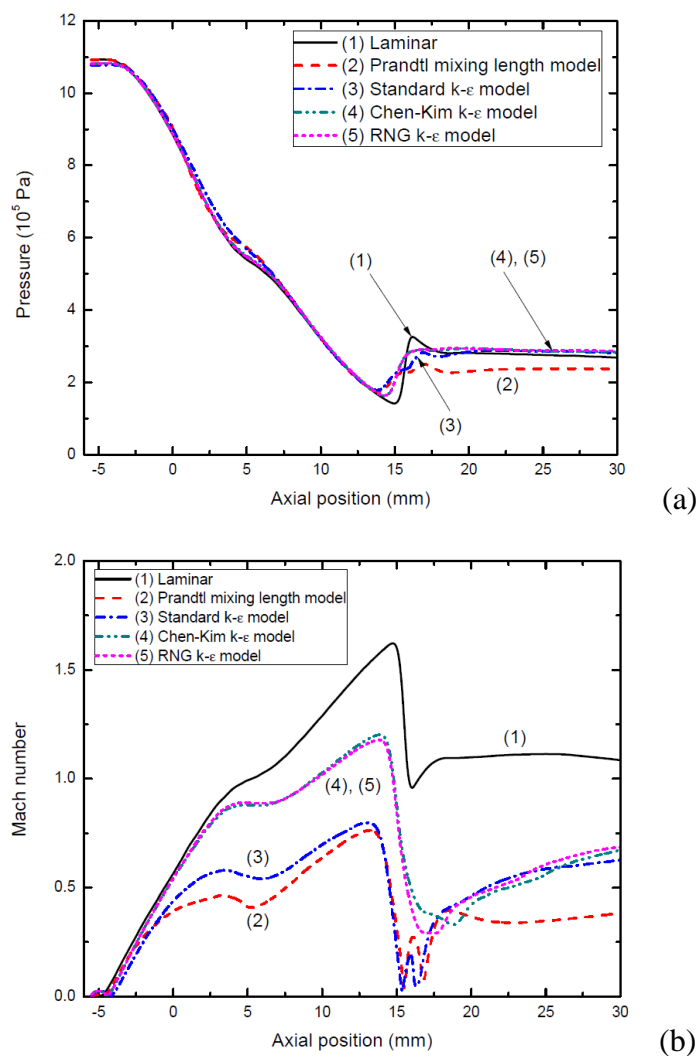 12
10
8
6
4
2
0
Pressure (10⁵ Pa)
(1) Laminar
(2) Prandtl mixing length model
(3) Standard k-ε model
(4) Chen-Kim k-ε model
(5) RNG k-ε model
(1)
(4), (5)
(2)
(3)
-5 0 5 10 15 20 25 30
Axial position (mm)
(a)
2.0
1.5
1.0
0.5
0.0
Mach number
(1) Laminar
(2) Prandtl mixing length model
(3) Standard k-ε model
(4) Chen-Kim k-ε model
(5) RNG k-ε model
(1)
(4), (5)
(3)
(2)
-5 0 5 10 15 20 25 30
Axial position (mm)
(b)